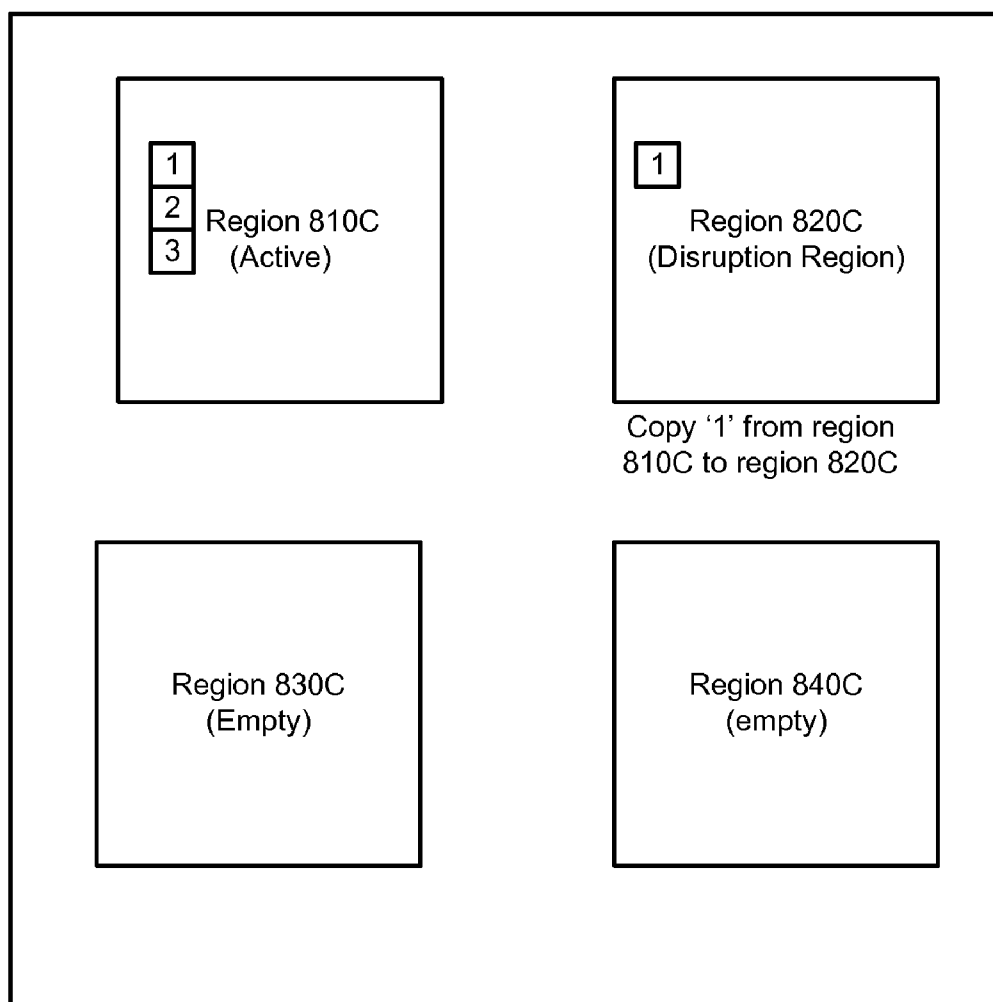 1
2
3
Region 810C
(Active)
1
Region 820C
(Disruption Region)
Copy ‘1’ from region
810C to region 820C
Region 830C
(Empty)
Region 840C
(empty)